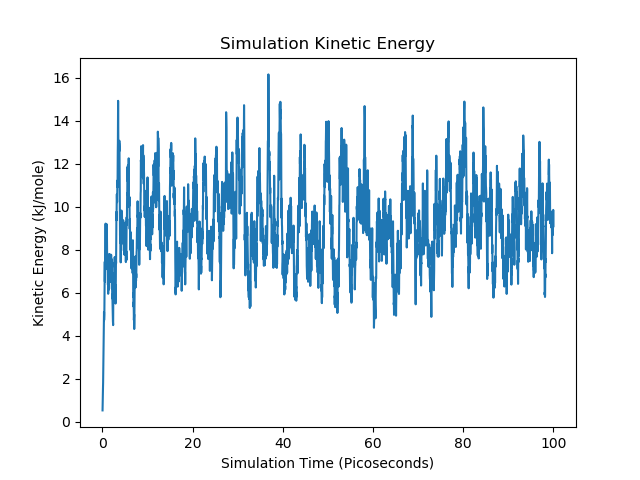 Simulation Kinetic Energy
Kinetic Energy (kJ/mole)
16
14
12
10
8
6
4
2
0
0 20 40 60 80 100
Simulation Time (Picoseconds)